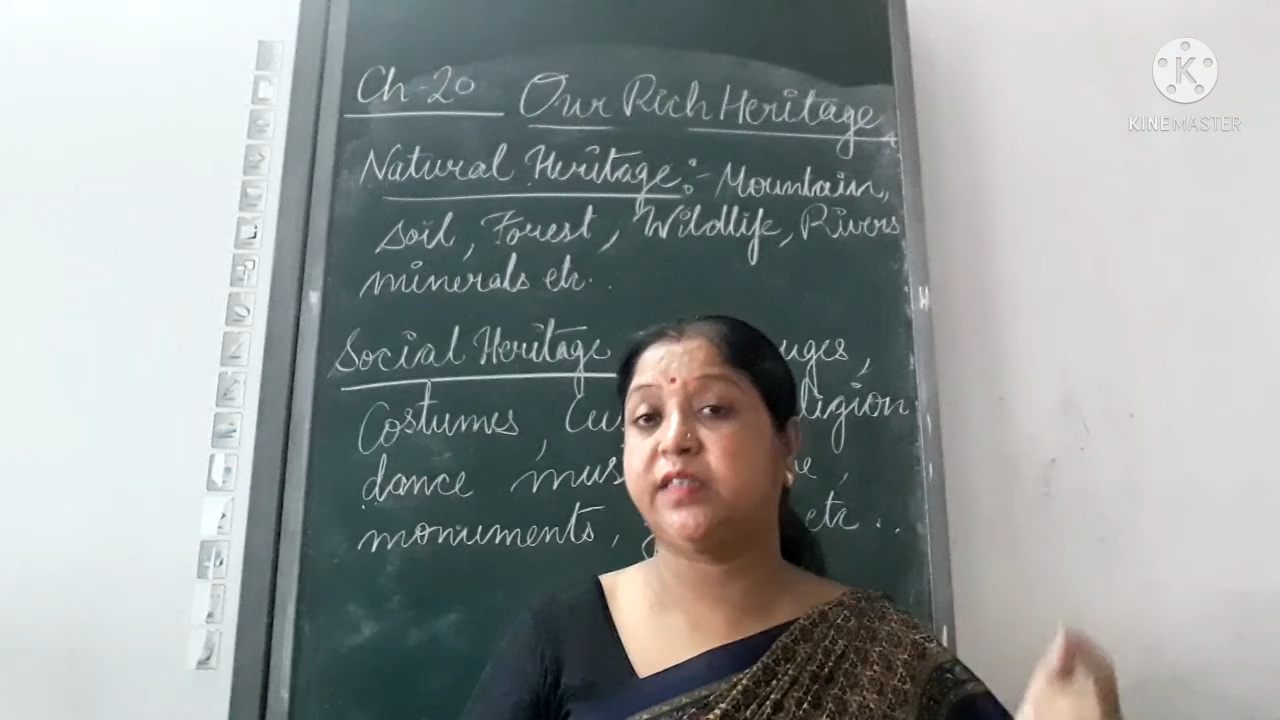 Ch-20 Our Rich Heritage
Natural Heritage:- Mountain,
soil, Forest, Wildlife, Rivers
minerals etc..
Social Heritage
Costumes,
dance
monuments, etc..
KINEMASTER